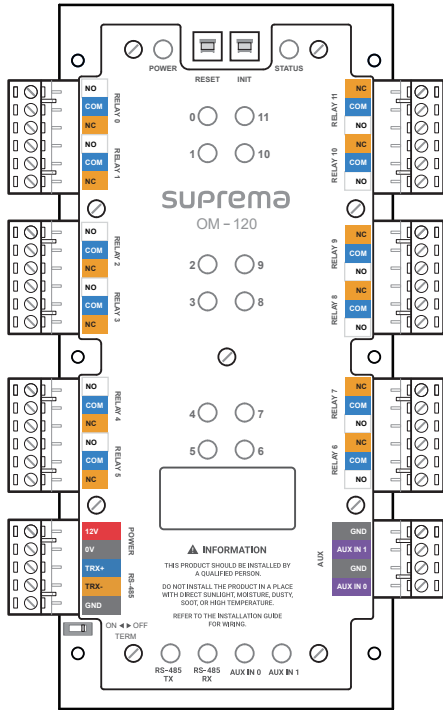 POWER
RESET
INIT
STATUS
NO
COM
NC
RELAY 0
NO
COM
NC
RELAY 1
NC
COM
NO
RELAY 11
NC
COM
NO
RELAY 10
0
11
1
10
suprema
OM – 120
NO
COM
NC
RELAY 2
NO
COM
NC
RELAY 3
NC
COM
NO
RELAY 9
NC
COM
NO
RELAY 8
2
9
3
8
NO
COM
NC
RELAY 4
NO
COM
NC
RELAY 5
NC
COM
NO
RELAY 7
NC
COM
NO
RELAY 6
4
7
5
6
12V
0V
POWER
TRX+
TRX-
GND
RS-485
GND
AUX IN 1
GND
AUX IN 0
AUX
INFORMATION
THIS PRODUCT SHOULD BE INSTALLED BY
A QUALIFIED PERSON.
DO NOT INSTALL THE PRODUCT IN A PLACE
WITH DIRECT SUNLIGHT, MOISTURE, DUSTY,
SOOT, OR HIGH TEMPERATURE.
REFER TO THE INSTALLATION GUIDE
FOR WIRING.
ON ◄► OFF
TERM
RS-485
TX
RS-485
RX
AUX IN 0
AUX IN 1